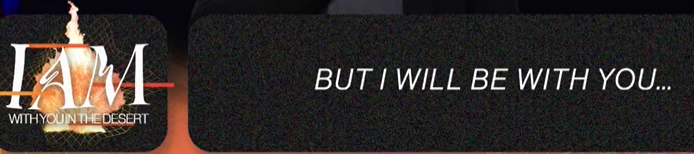 I AM
WITH YOU IN THE DESERT
BUT I WILL BE WITH YOU...